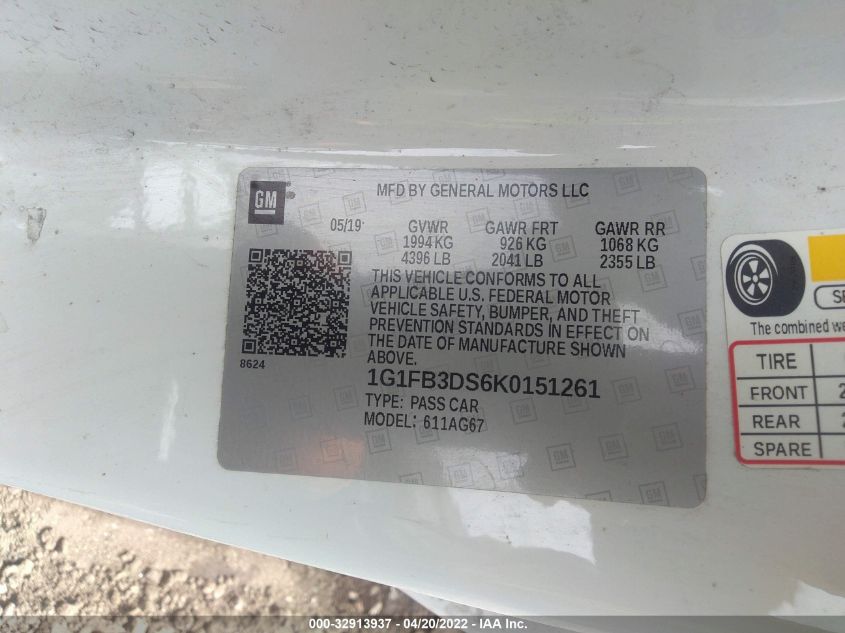 GM
MFD BY GENERAL MOTORS LLC
05/19
GVWR GAWR FRT GAWR RR
1994 KG 926 KG 1068 KG
4396 LB 2041 LB 2355 LB
THIS VEHICLE CONFORMS TO ALL
APPLICABLE U.S. FEDERAL MOTOR
VEHICLE SAFETY, BUMPER, AND THEFT
PREVENTION STANDARDS IN EFFECT ON
THE DATE OF MANUFACTURE SHOWN
ABOVE.
8624
1G1FB3DS6K0151261
TYPE: PASS CAR
MODEL: 611AG67
The combined
TIRE
FRONT
REAR
SPARE
000-32913937 - 04/20/2022 - IAA Inc.